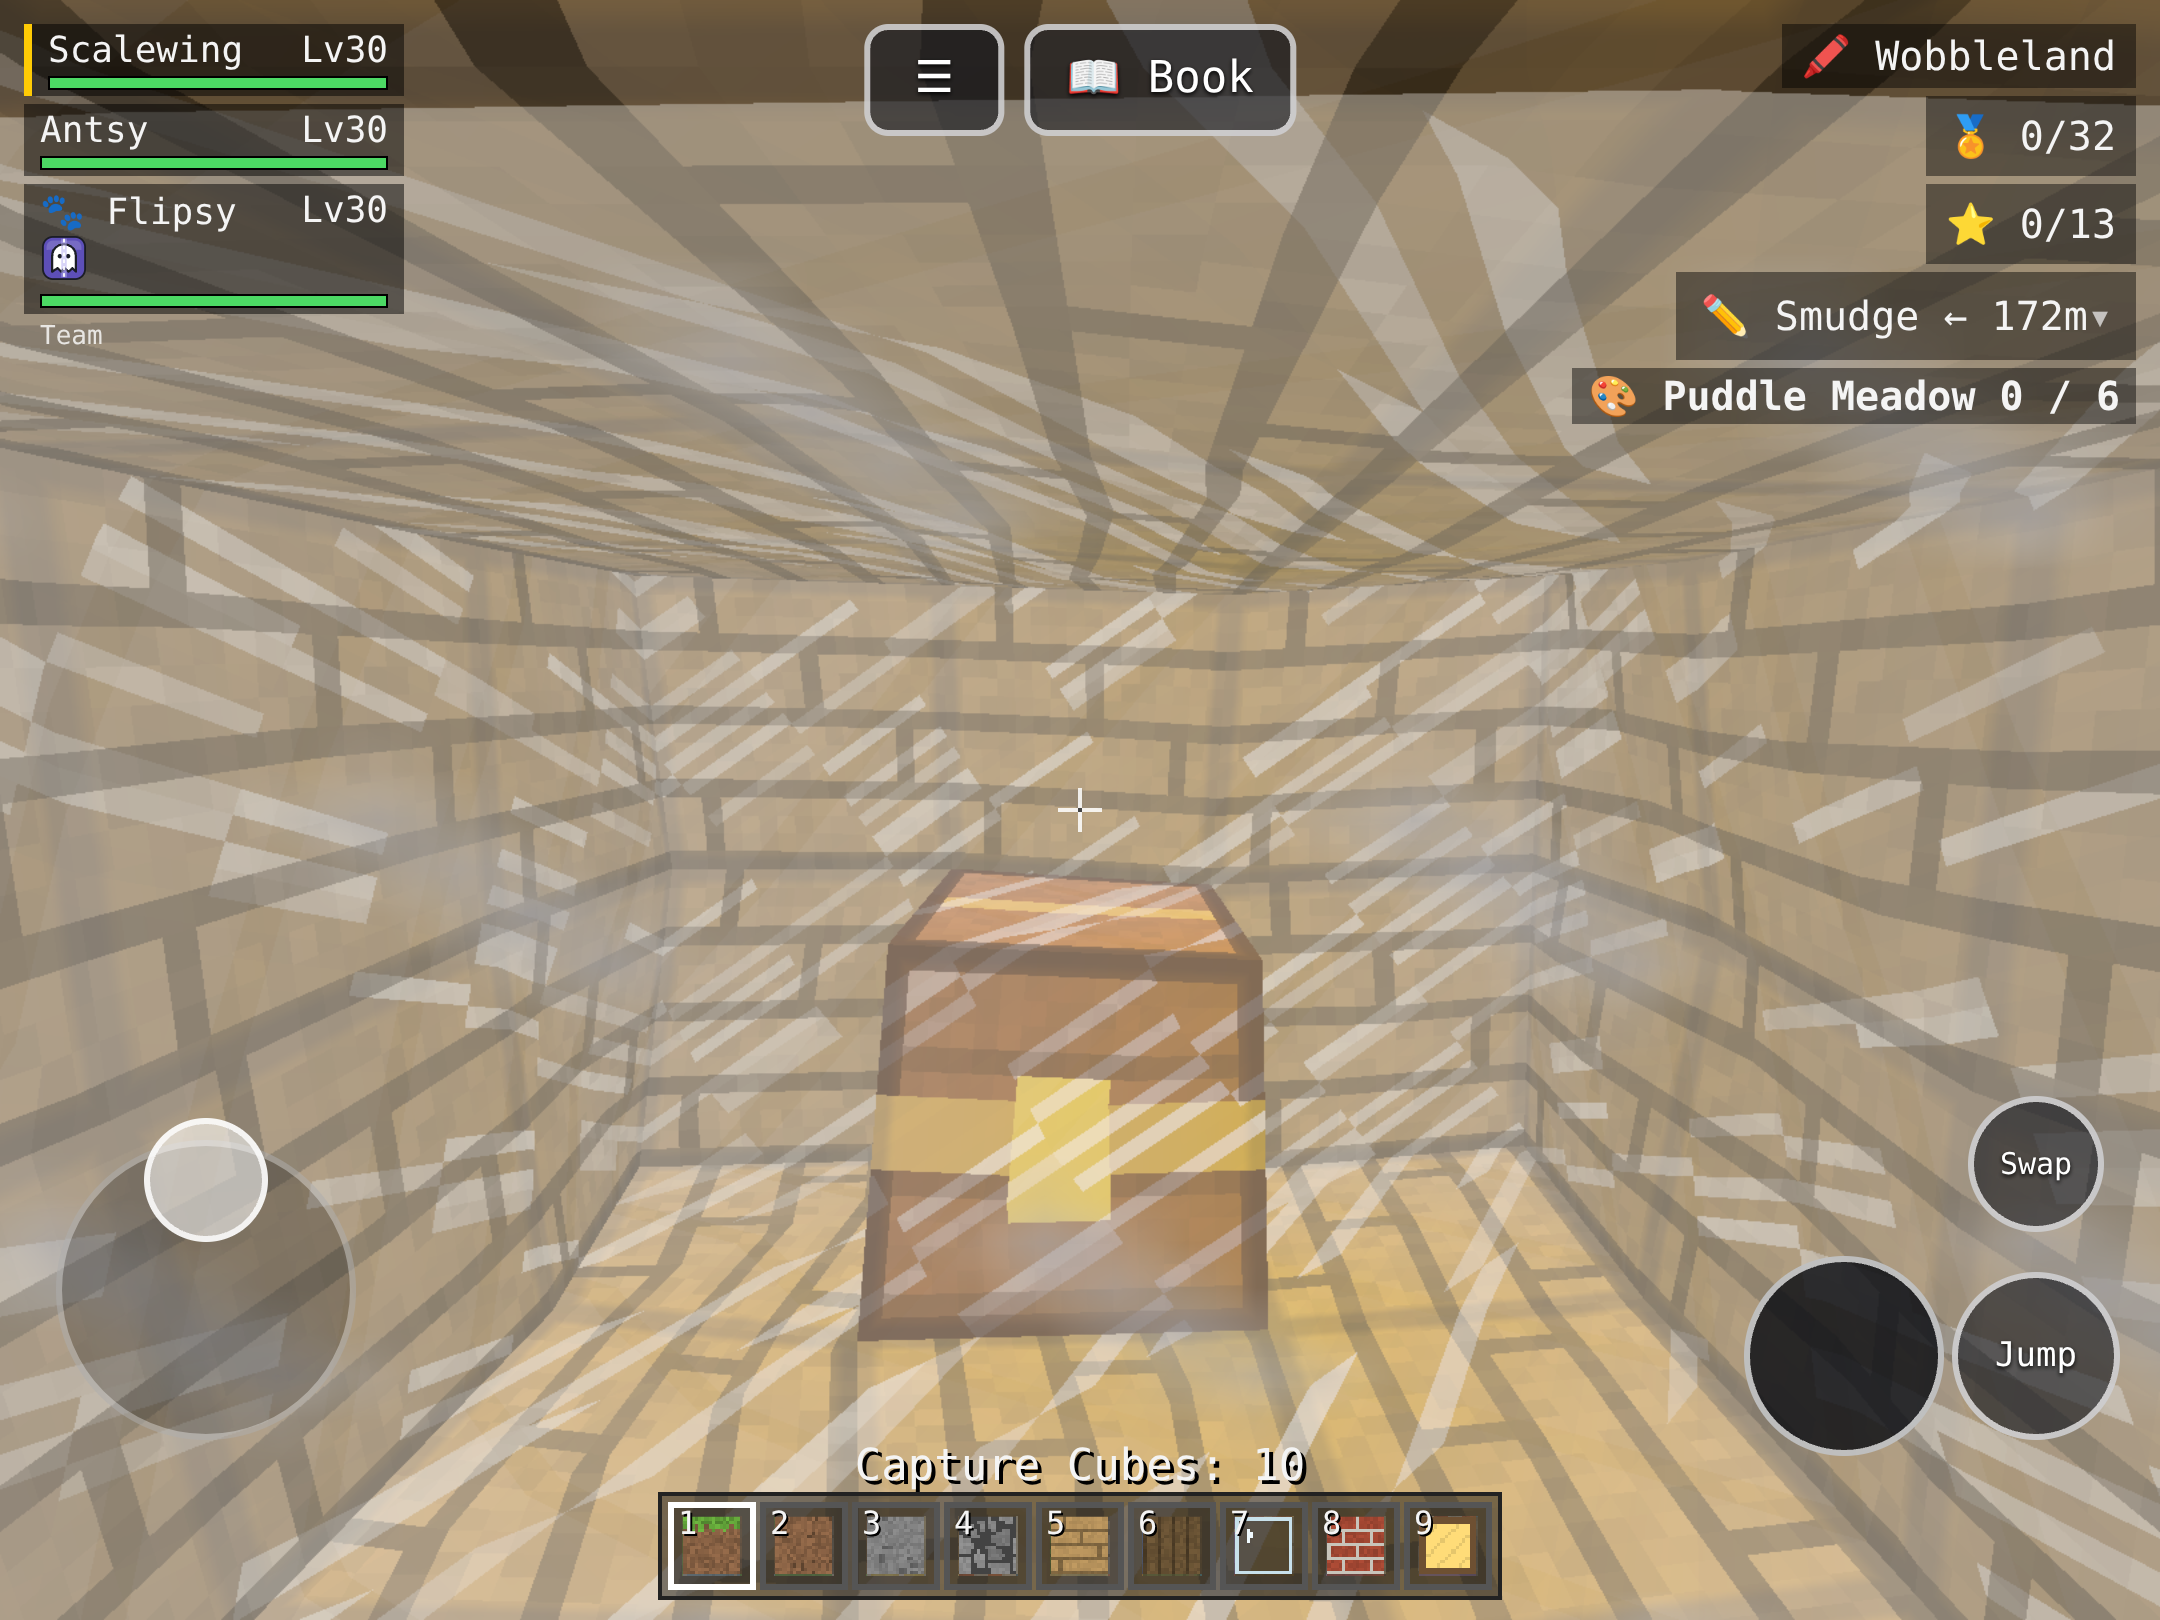 Scalewing Lv30
Antsy Lv30
Flipsy Lv30
Team
☰
Book
Wobbleland
0/32
0/13
Smudge ← 172m▾
Puddle Meadow 0 / 6
Swap
Jump
Capture Cubes: 10
1 2 3 4 5 6 7 8 9